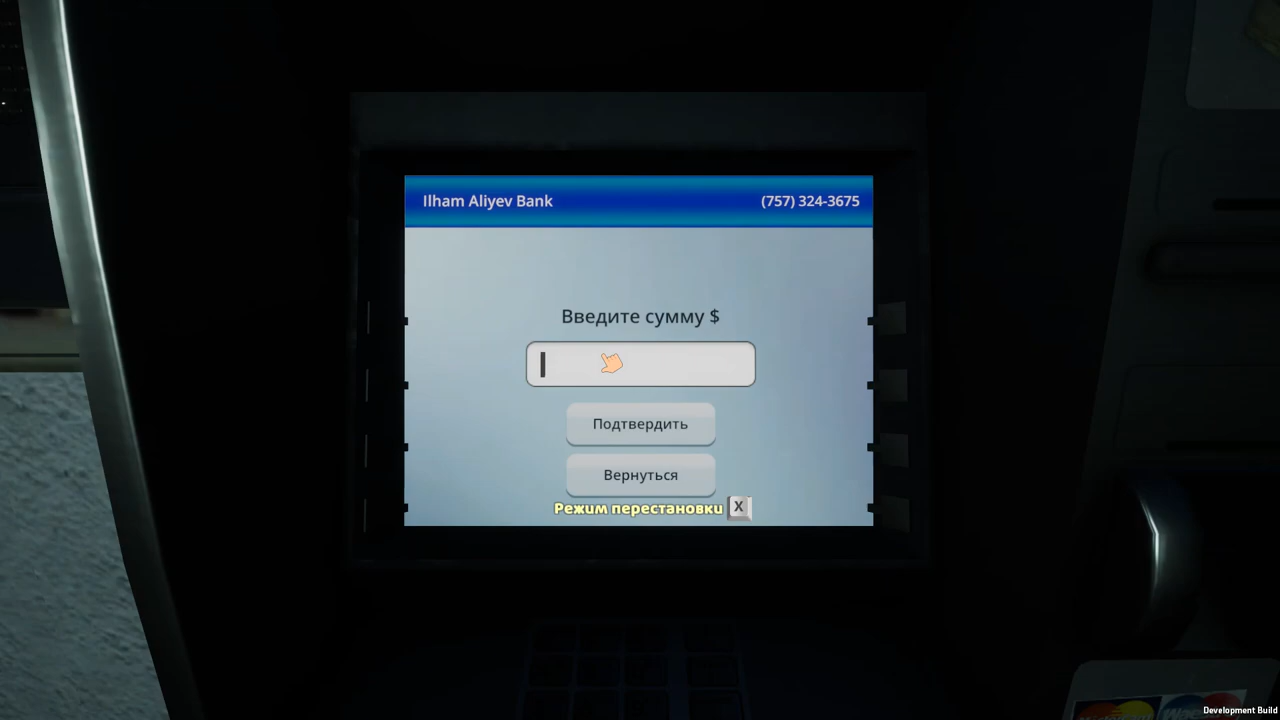 Ilham Aliyev Bank
(757) 324-3675
Введите сумму $
Подтвердить
Вернуться
Режим перестановки X
Development Build